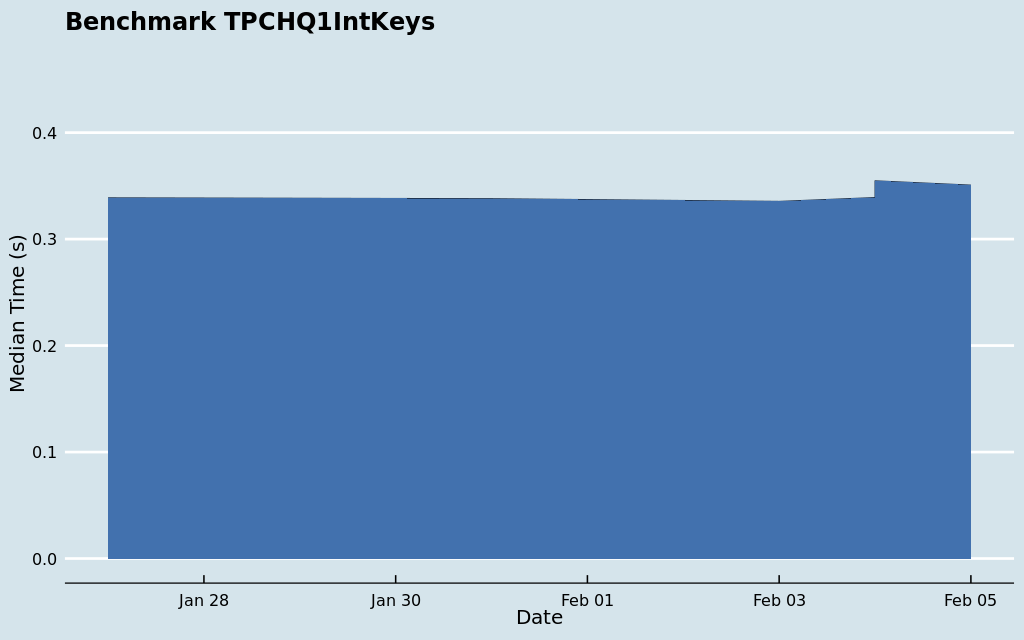 Benchmark TPCHQ1IntKeys
Median Time (s)
0.4
0.3
0.2
0.1
0.0
Jan 28
Jan 30
Feb 01
Feb 03
Feb 05
Date